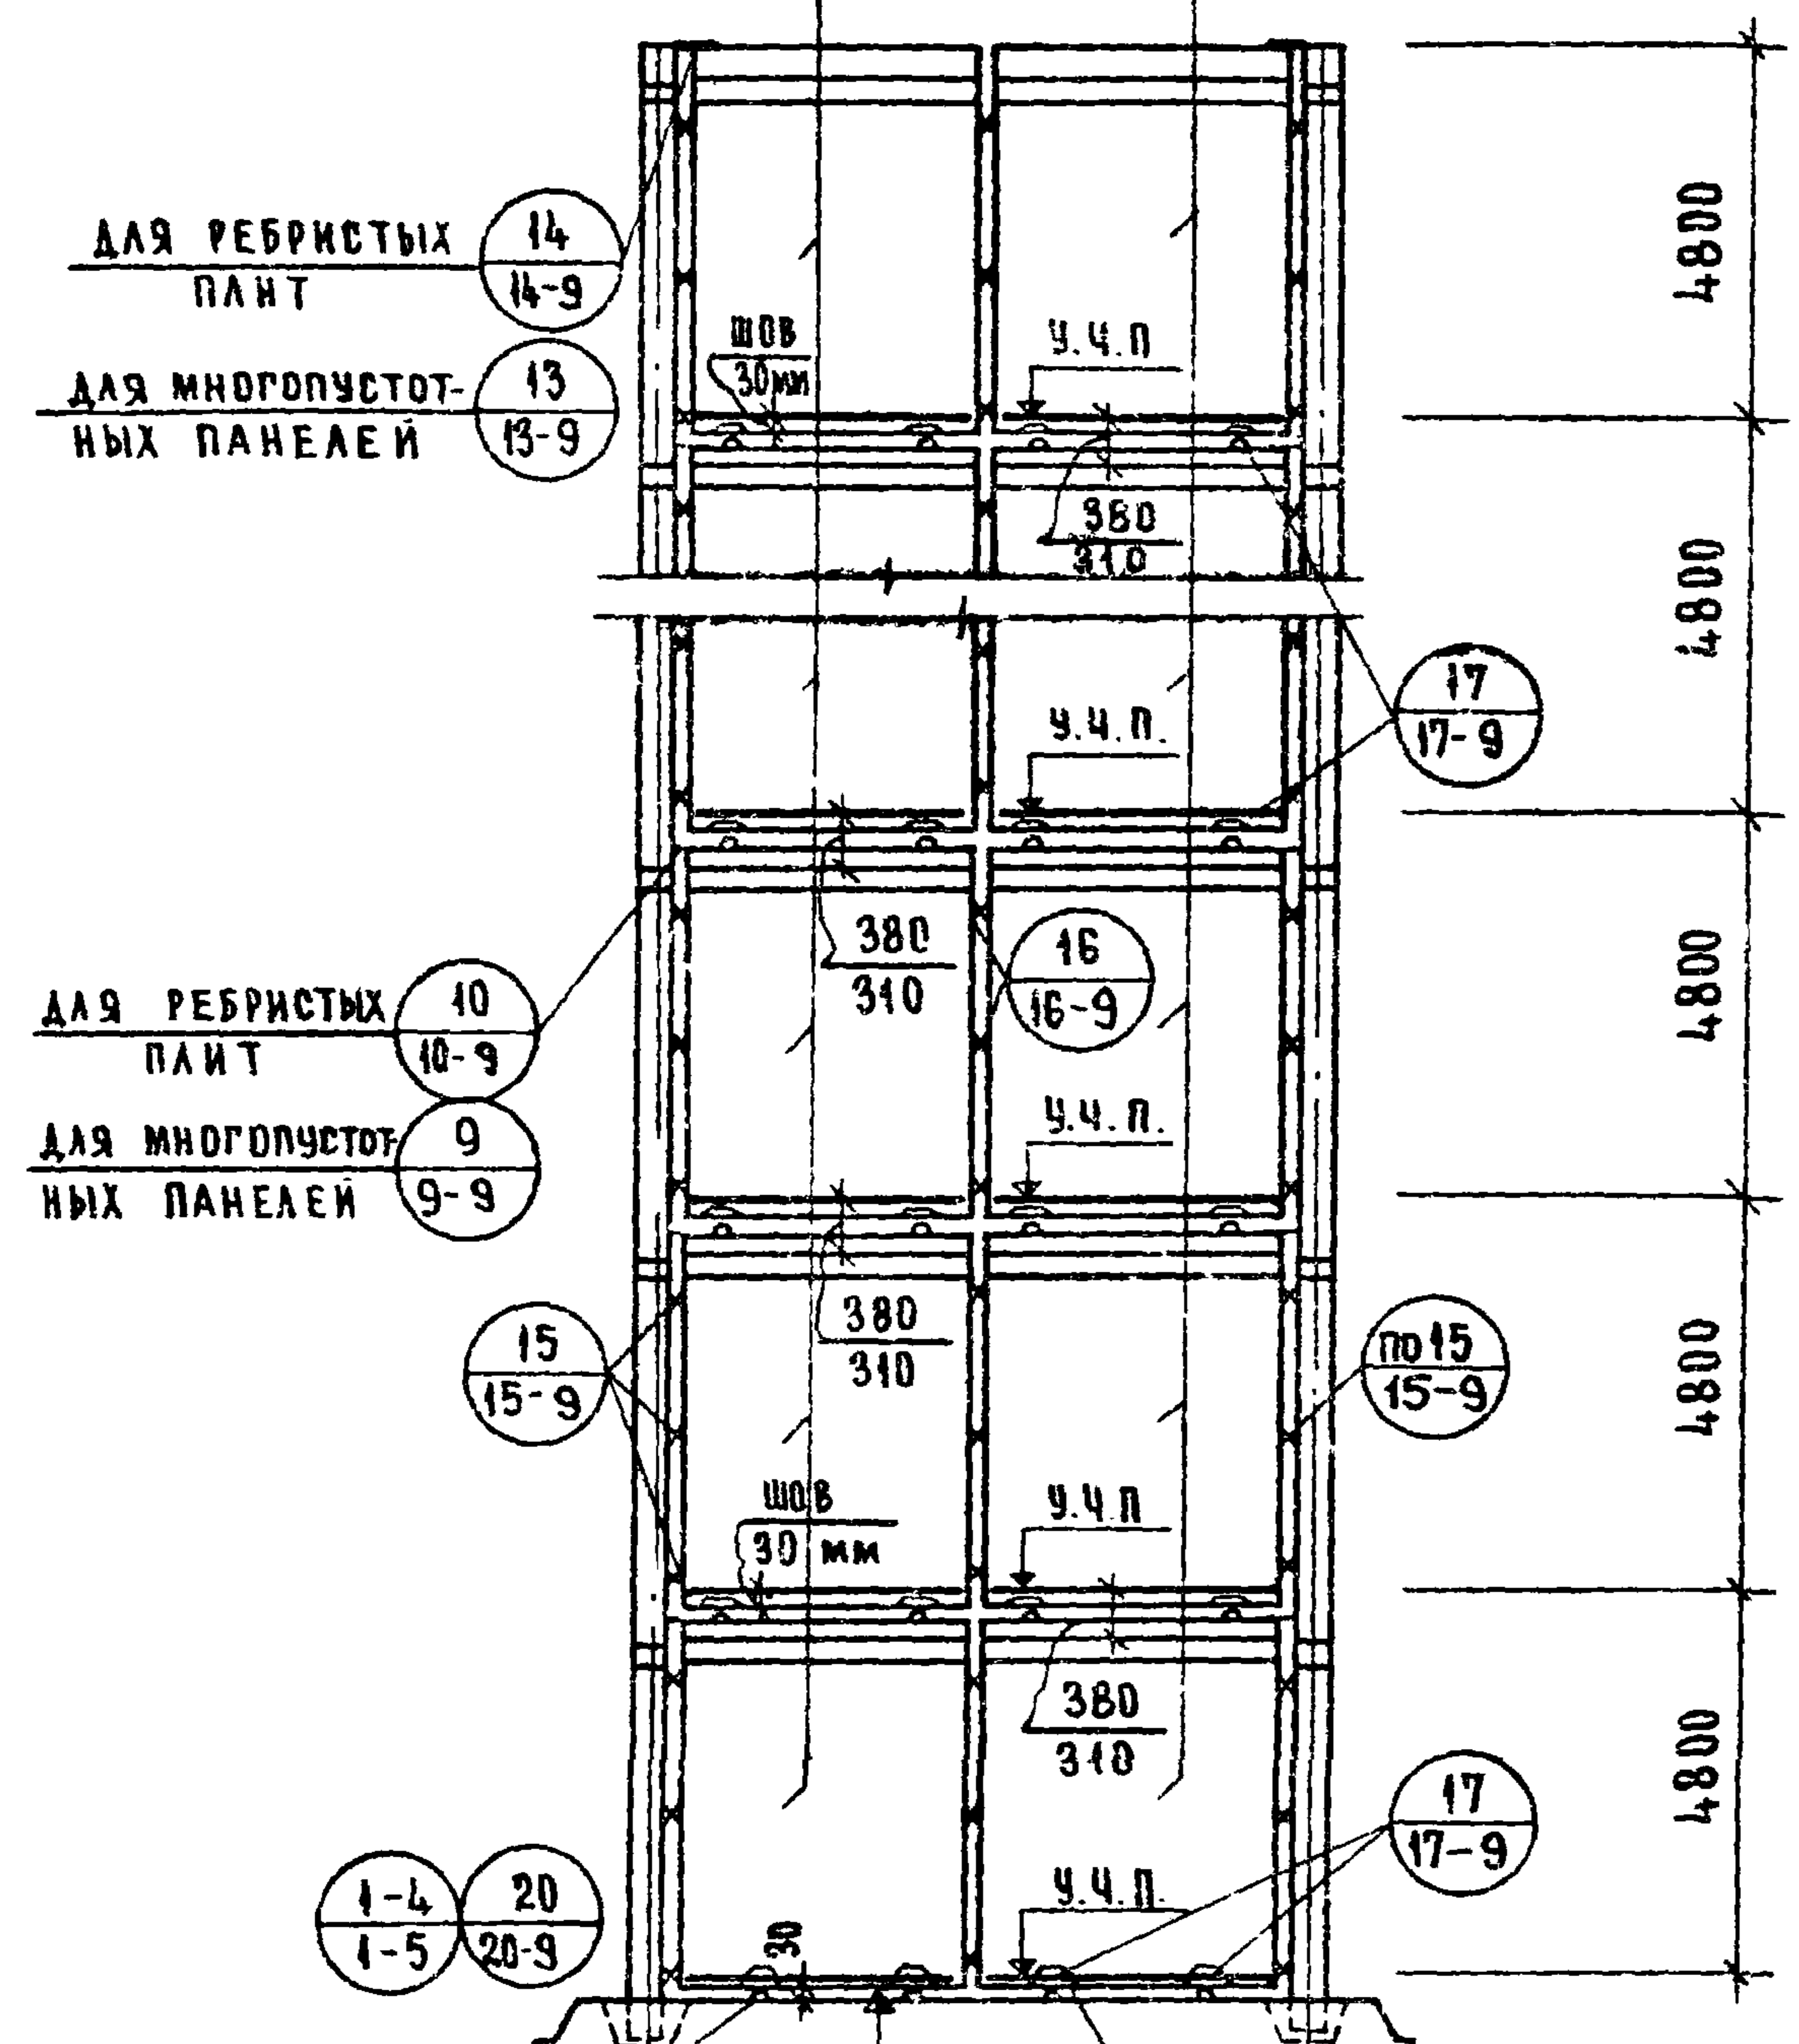 ДЛЯ РЕБРИСТЫХ
ПЛИТ
14
14-9
ДЛЯ МНОГОПУСТОТ-
НЫХ ПАНЕЛЕЙ
13
13-9
ШОВ
30мм
У.Ч.П
4800
380
310
4800
17
17-9
У.Ч.П.
380
310
16
16-9
4800
ДЛЯ РЕБРИСТЫХ
ПЛИТ
10
10-9
ДЛЯ МНОГОПУСТОТ-
НЫХ ПАНЕЛЕЙ
9
9-9
У.Ч.П.
380
310
15
15-9
по 15
15-9
4800
ШОВ
30 мм
У.Ч.П
380
310
4800
17
17-9
1-4
1-5
20
20-9
30
У.Ч.П.